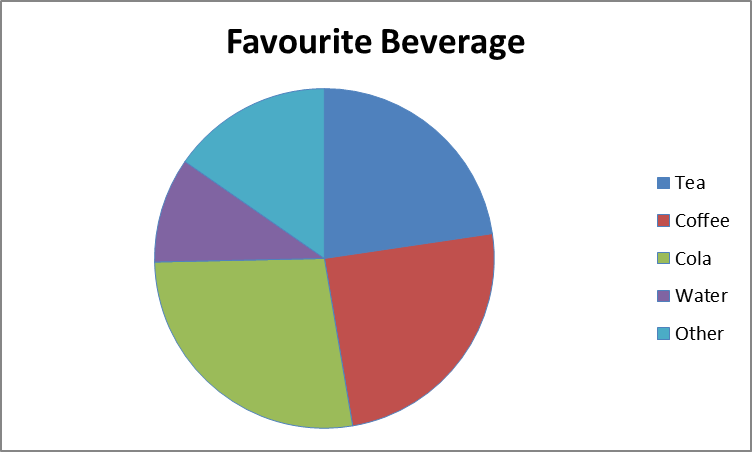 Favourite Beverage
Tea
Coffee
Cola
Water
Other